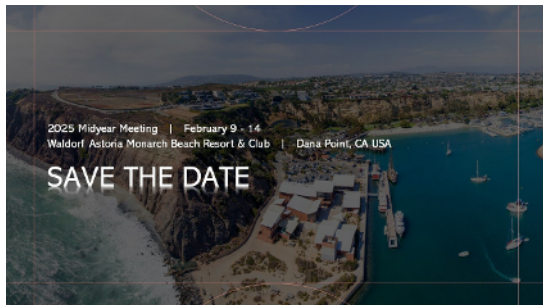 2025 Midyear Meeting | February 9 - 14
Waldorf Astoria Monarch Beach Resort & Club | Dana Point, CA USA
SAVE THE DATE